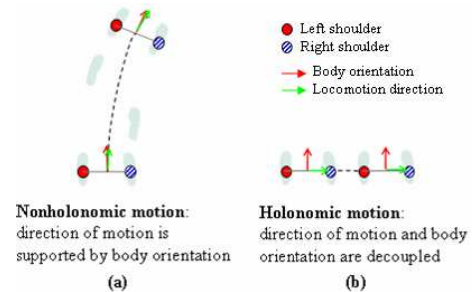 Left shoulder
Right shoulder
Body orientation
Locomotion direction
Nonholonomic motion:
direction of motion is
supported by body orientation
(a)
Holonomic motion:
direction of motion and body
orientation are decoupled
(b)